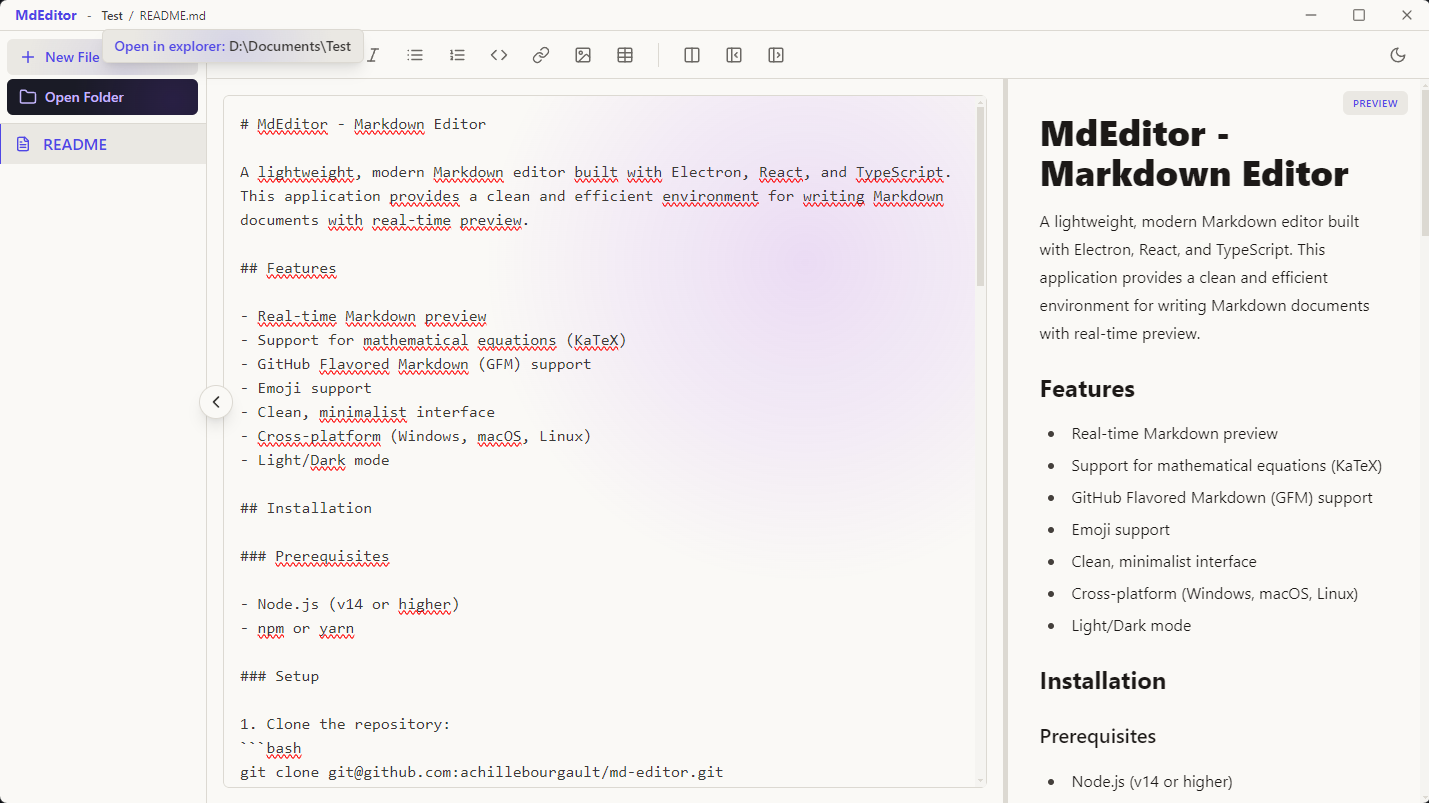 MdEditor - Test / README.md
Open in explorer: D:\Documents\Test
New File
Open Folder
README
# MdEditor - Markdown Editor
A lightweight, modern Markdown editor built with Electron, React, and TypeScript.
This application provides a clean and efficient environment for writing Markdown
documents with real-time preview.
## Features
- Real-time Markdown preview
- Support for mathematical equations (KaTeX)
- GitHub Flavored Markdown (GFM) support
- Emoji support
- Clean, minimalist interface
- Cross-platform (Windows, macOS, Linux)
- Light/Dark mode
## Installation
### Prerequisites
- Node.js (v14 or higher)
- npm or yarn
### Setup
1. Clone the repository:
```bash
git clone git@github.com:achillebourgault/md-editor.git
PREVIEW
MdEditor -
Markdown Editor
A lightweight, modern Markdown editor built
with Electron, React, and TypeScript. This
application provides a clean and efficient
environment for writing Markdown documents
with real-time preview.
Features
• Real-time Markdown preview
• Support for mathematical equations (KaTeX)
• GitHub Flavored Markdown (GFM) support
• Emoji support
• Clean, minimalist interface
• Cross-platform (Windows, macOS, Linux)
• Light/Dark mode
Installation
Prerequisites
• Node.js (v14 or higher)